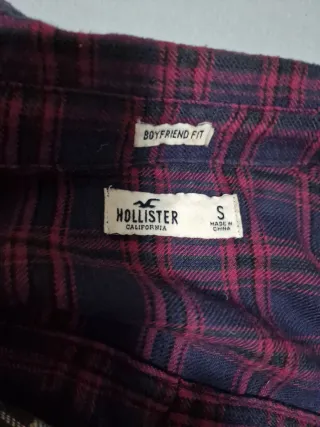 BOYFRIEND FIT
HOLLISTER
CALIFORNIA
S
MADE IN
CHINA